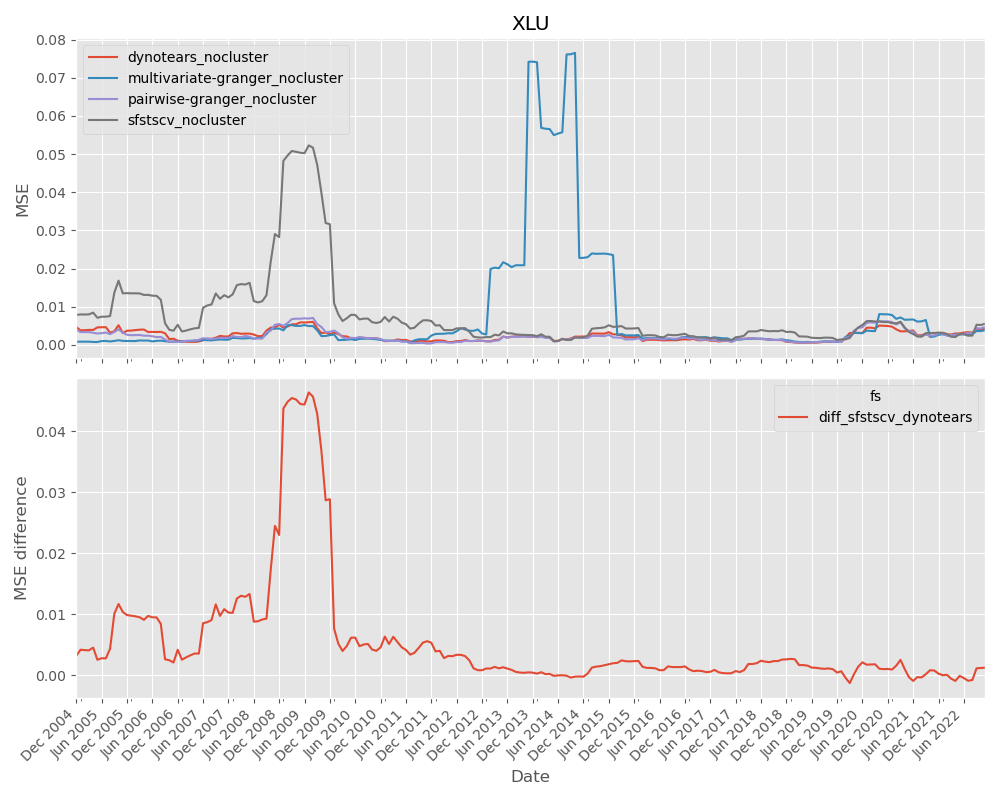 XLU
0.08
0.07
0.06
0.05
0.04
0.03
0.02
0.01
0.00
MSE
dynotears_nocluster
multivariate-granger_nocluster
pairwise-granger_nocluster
sfstscv_nocluster
0.04
0.03
0.02
0.01
0.00
MSE difference
fs
diff_sfstscv_dynotears
Dec 2004
Jun 2005
Dec 2005
Jun 2006
Dec 2006
Jun 2007
Dec 2007
Jun 2008
Dec 2008
Jun 2009
Dec 2009
Jun 2010
Dec 2010
Jun 2011
Dec 2011
Jun 2012
Dec 2012
Jun 2013
Dec 2013
Jun 2014
Dec 2014
Jun 2015
Dec 2015
Jun 2016
Dec 2016
Jun 2017
Dec 2017
Jun 2018
Dec 2018
Jun 2019
Dec 2019
Jun 2020
Dec 2020
Jun 2021
Dec 2021
Jun 2022
Date